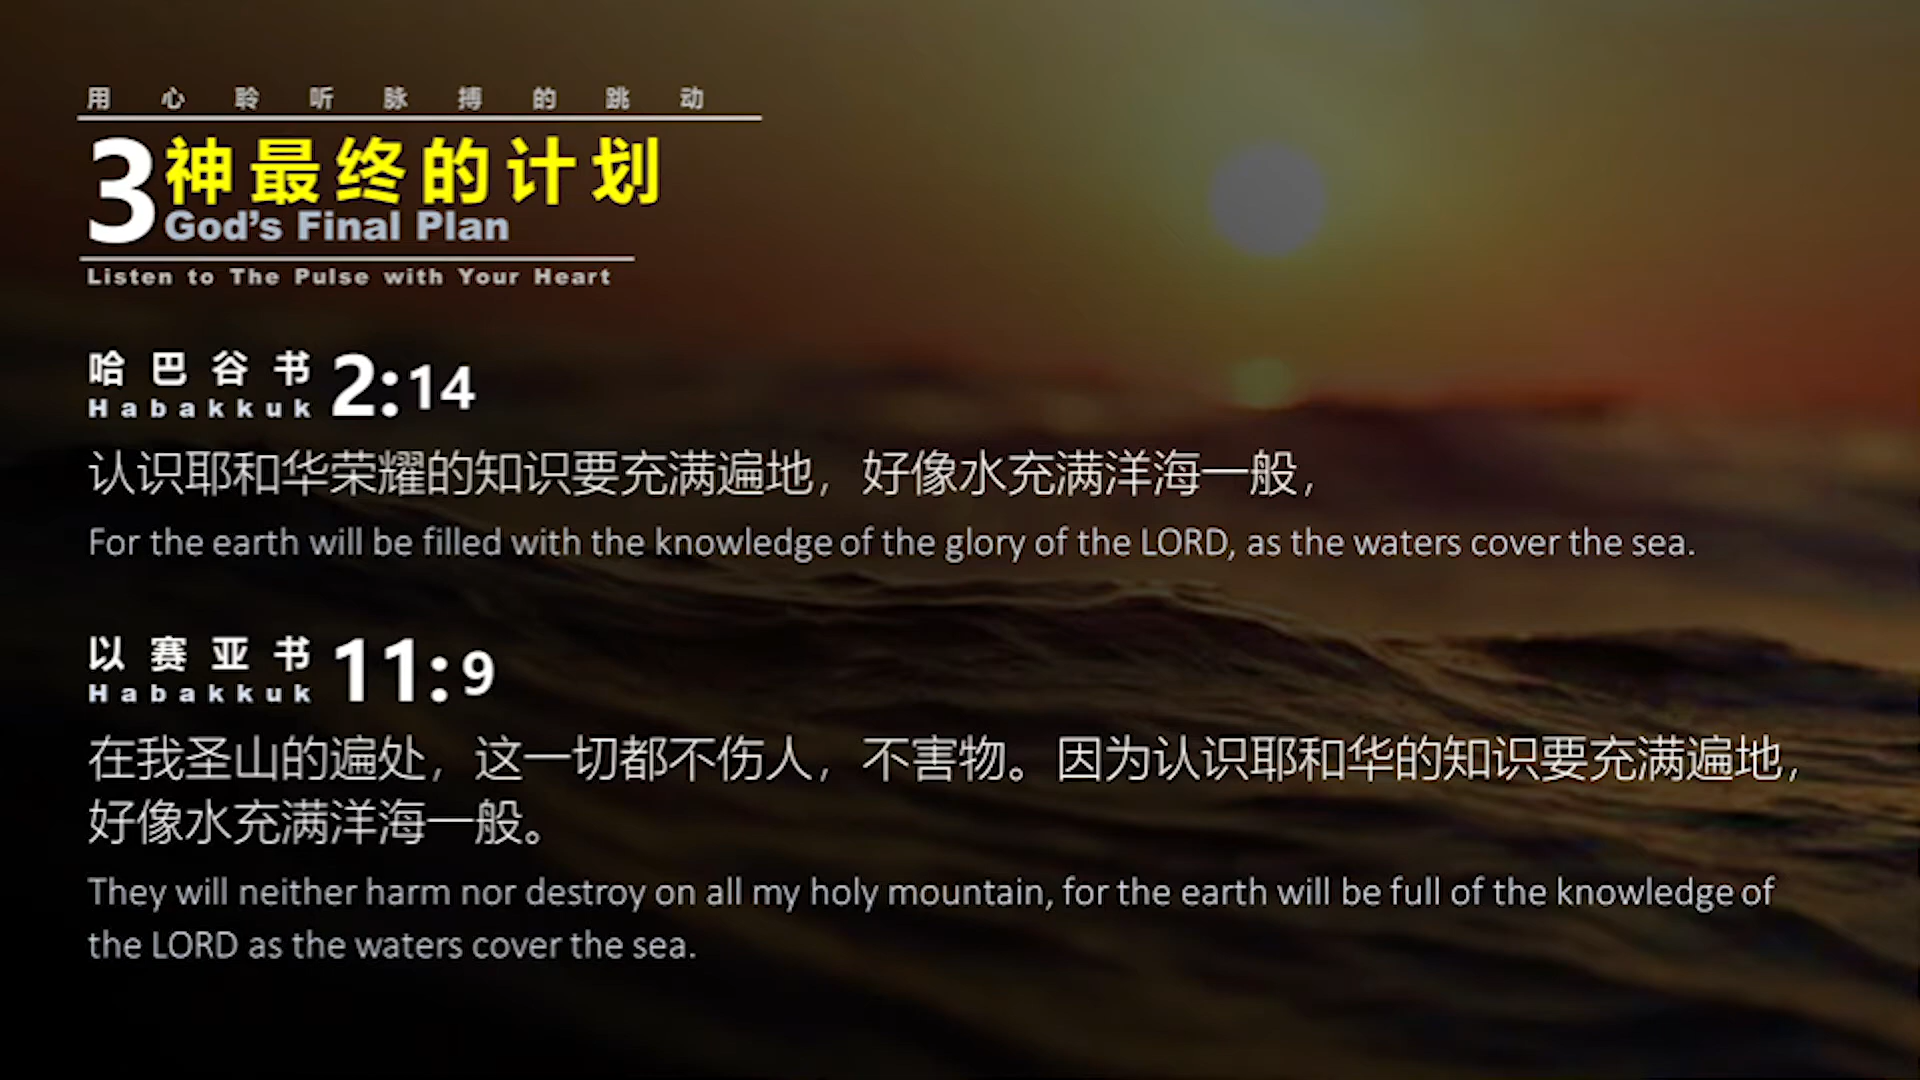 用心聆听脉搏的跳动
3 神最终的计划
God's Final Plan
Listen to The Pulse with Your Heart
哈巴谷书 2:14
Habakkuk
认识耶和华荣耀的知识要充满遍地，好像水充满洋海一般，
For the earth will be filled with the knowledge of the glory of the LORD, as the waters cover the sea.
以赛亚书 11:9
Habakkuk
在我圣山的遍处，这一切都不伤人，不害物。因为认识耶和华的知识要充满遍地，
好像水充满洋海一般。
They will neither harm nor destroy on all my holy mountain, for the earth will be full of the knowledge of
the LORD as the waters cover the sea.